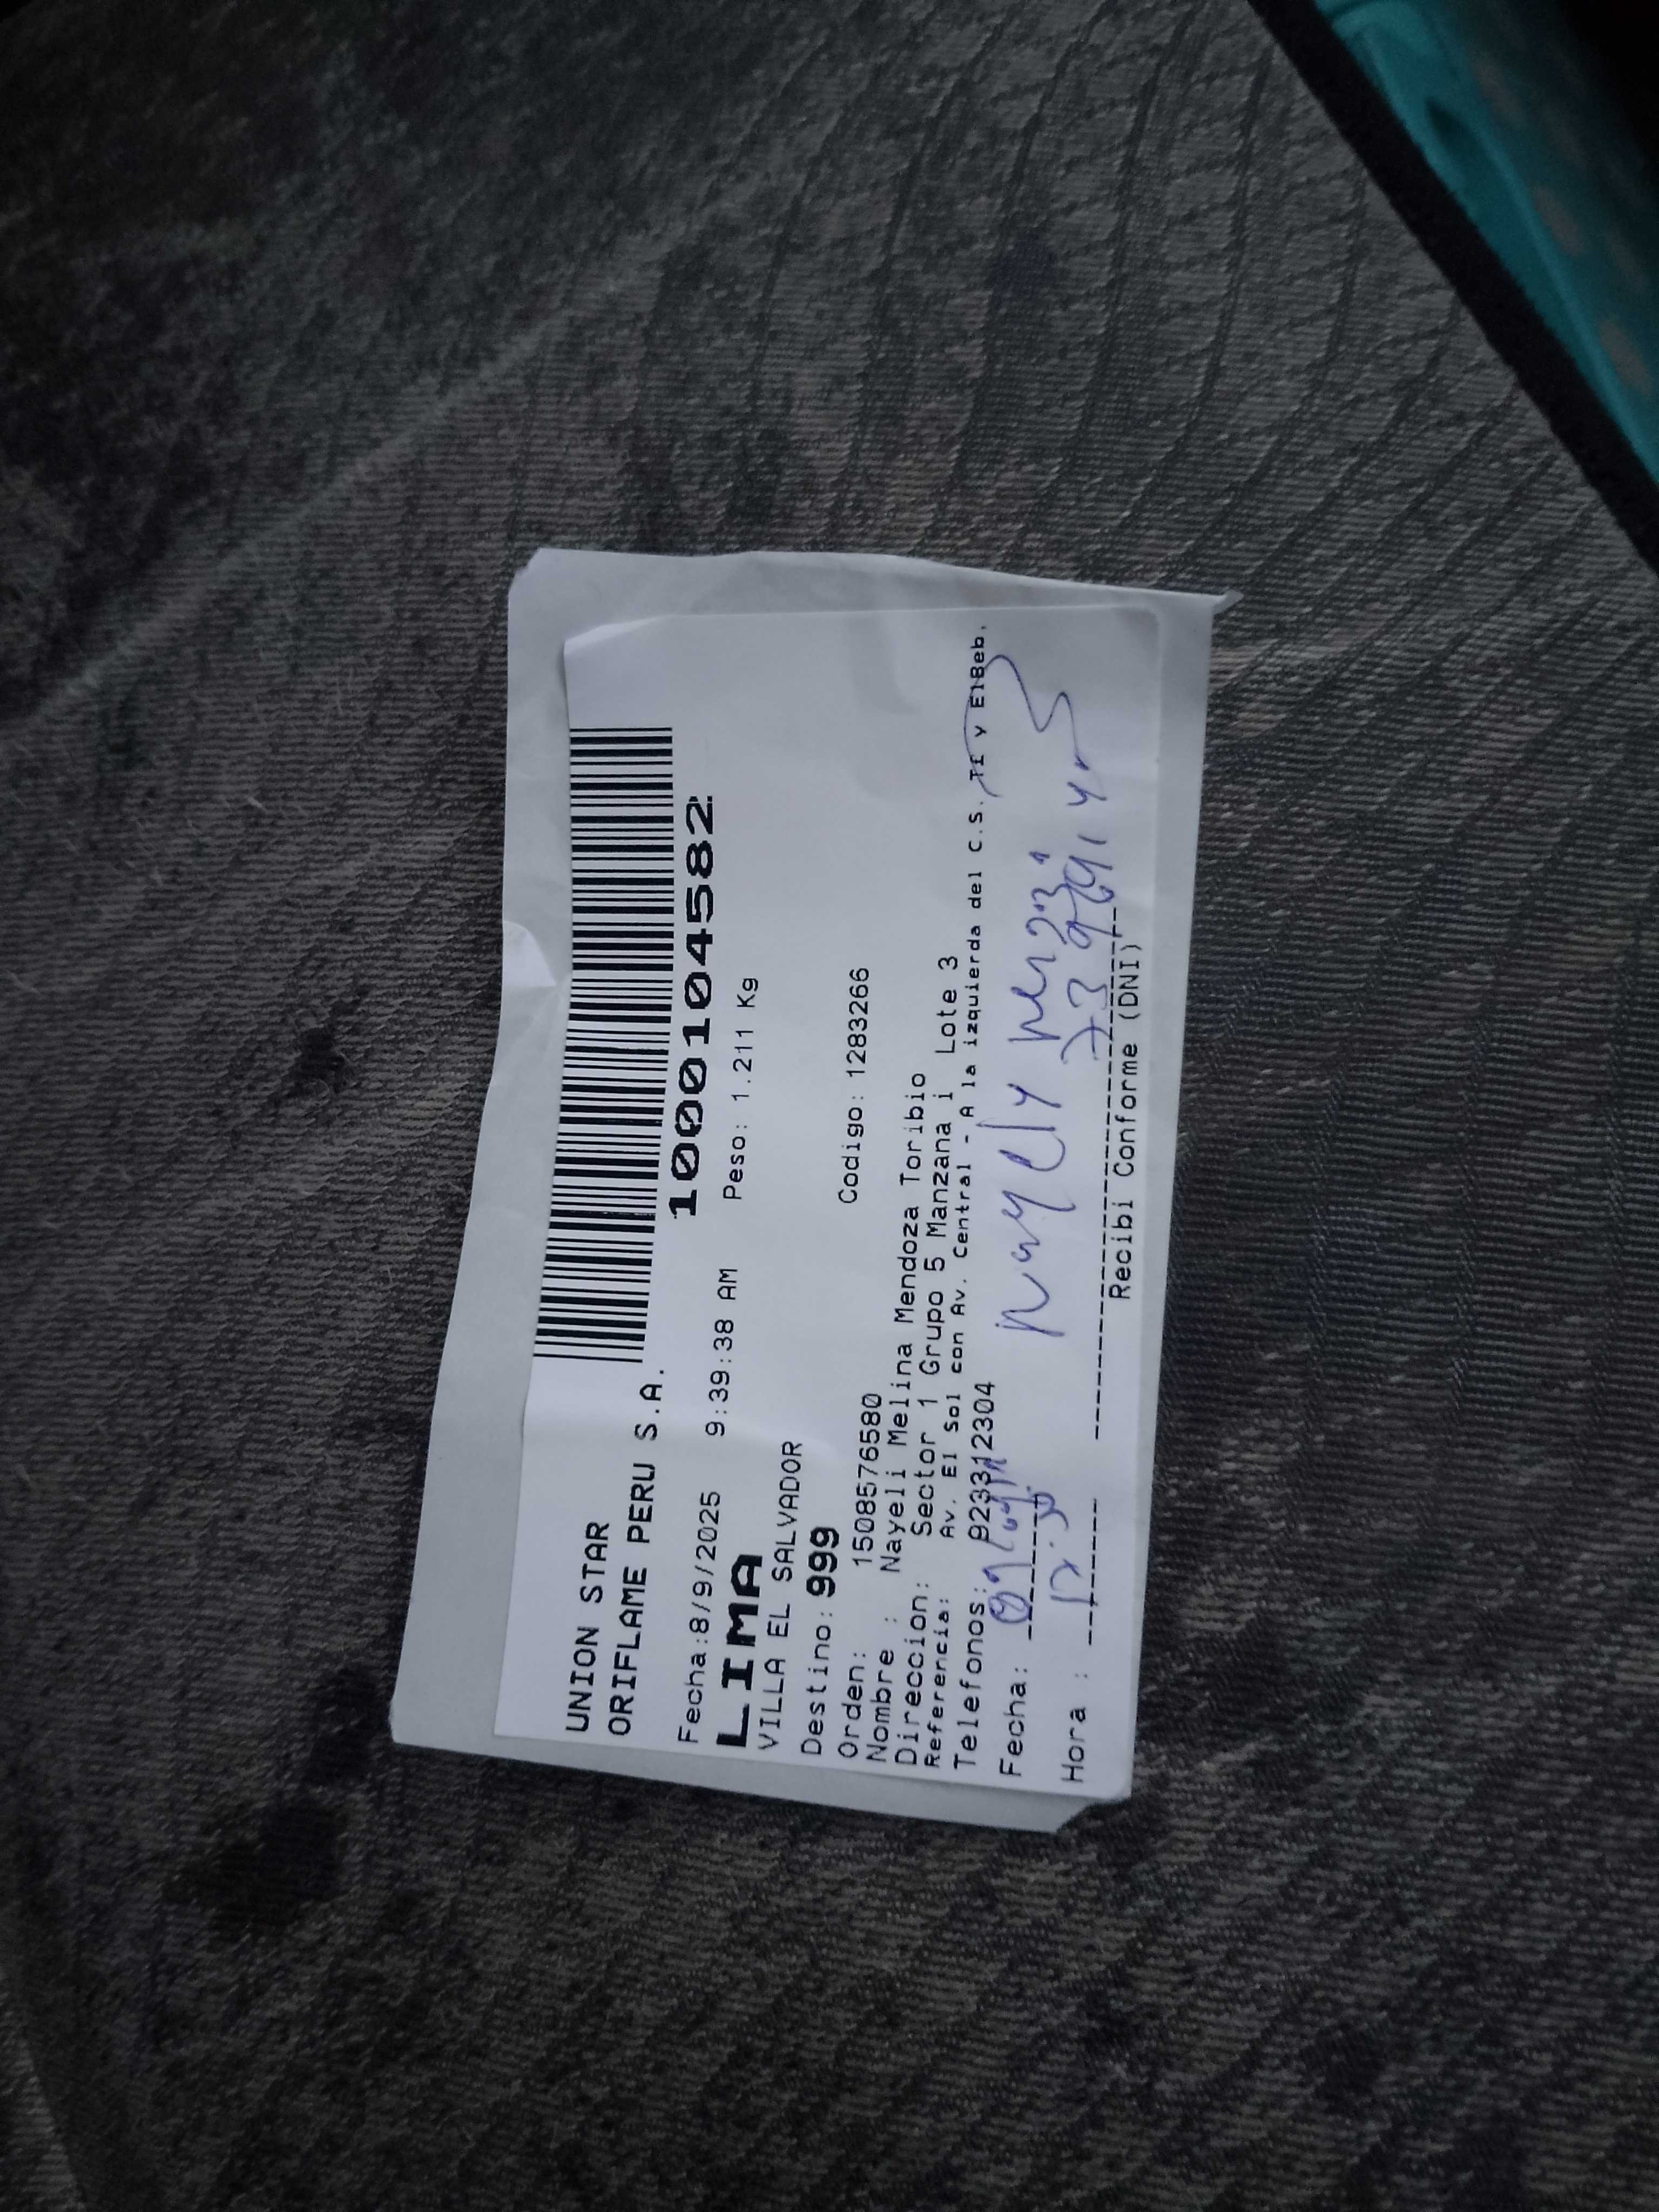 UNION STAR
ORIFLAME PERU S.A.
1000104582
Fecha:8/9/2025 9:39:38 AM Peso: 1.211 Kg
LIMA
VILLA EL SALVADOR
Destino: 999
Orden: 1508576580 Codigo: 1283266
Nombre : Nayeli Melina Mendoza Toribio
Direccion: Sector 1 Grupo 5 Manzana i Lote 3
Referencia: Av. El Sol con Av. Central - A la izquierda del C.S. TI y ElBeb.
Telefonos: 923312304
Fecha:
Hora :
Recibi Conforme (DNI)